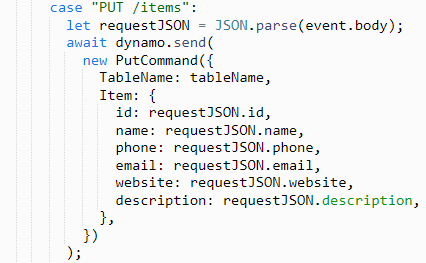 case "PUT /items":
let requestJSON = JSON.parse(event.body);
await dynamo.send(
new PutCommand({
TableName: tableName,
Item: {
id: requestJSON.id,
name: requestJSON.name,
phone: requestJSON.phone,
email: requestJSON.email,
website: requestJSON.website,
description: requestJSON.description,
},
})
);